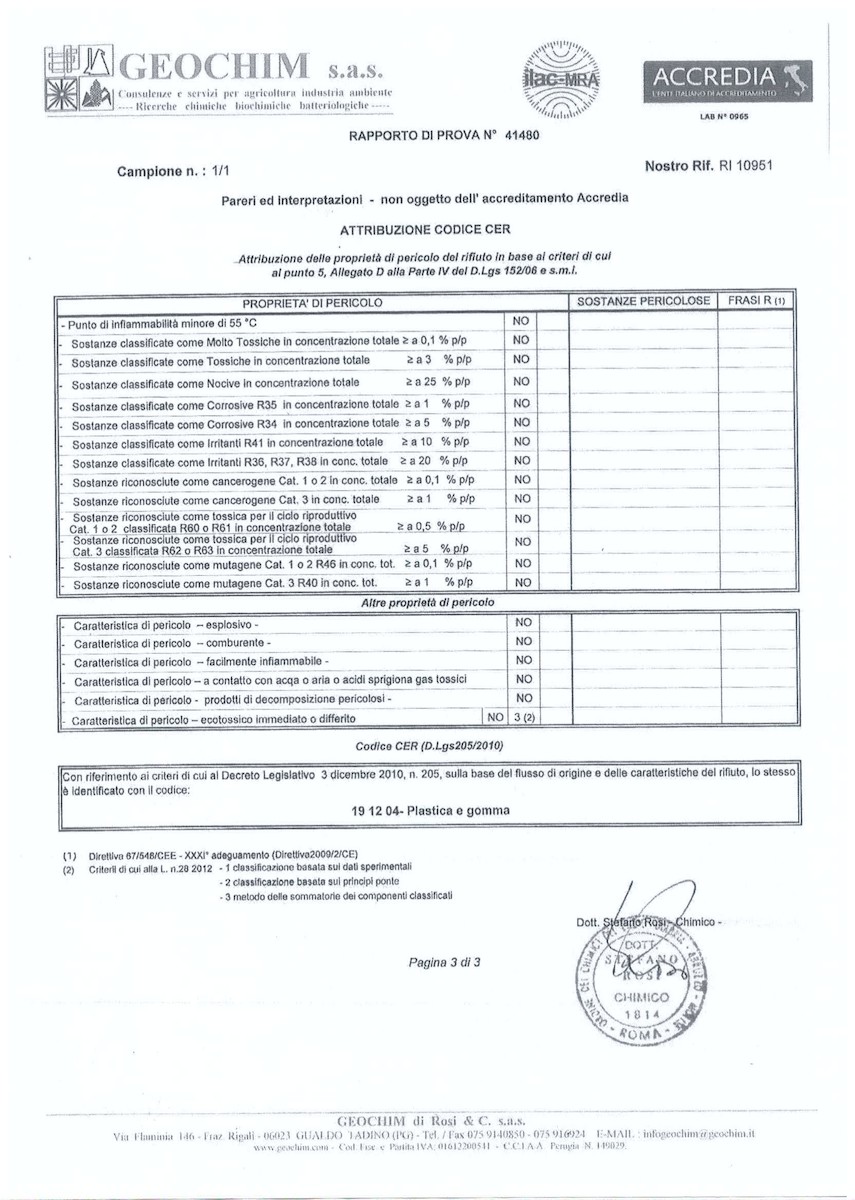 GEOCHIM s.a.s.
Consulenze e servizi per agricoltura industria ambiente
---- Ricerche chimiche biochimiche batteriologiche -----
ilac-MRA
ACCREDIA
L'ENTE ITALIANO DI ACCREDITAMENTO
LAB N° 0965
RAPPORTO DI PROVA N° 41480
Campione n. : 1/1
Nostro Rif. RI 10951
Pareri ed interpretazioni - non oggetto dell' accreditamento Accredia
ATTRIBUZIONE CODICE CER
Attribuzione delle proprietà di pericolo del rifiuto in base ai criteri di cui
al punto 5, Allegato D alla Parte IV del D.Lgs 152/06 e s.m.i.
PROPRIETA' DI PERICOLO SOSTANZE PERICOLOSE FRASI R (1)
- Punto di infiammabilità minore di 55 °C NO
- Sostanze classificate come Molto Tossiche in concentrazione totale ≥ a 0,1 % p/p NO
- Sostanze classificate come Tossiche in concentrazione totale ≥ a 3 % p/p NO
- Sostanze classificate come Nocive in concentrazione totale ≥ a 25 % p/p NO
- Sostanze classificate come Corrosive R35 in concentrazione totale ≥ a 1 % p/p NO
- Sostanze classificate come Corrosive R34 in concentrazione totale ≥ a 5 % p/p NO
- Sostanze classificate come Irritanti R41 in concentrazione totale ≥ a 10 % p/p NO
- Sostanze classificate come Irritanti R36, R37, R38 in conc. totale ≥ a 20 % p/p NO
- Sostanze riconosciute come cancerogene Cat. 1 o 2 in conc. totale ≥ a 0,1 % p/p NO
- Sostanze riconosciute come cancerogene Cat. 3 in conc. totale ≥ a 1 % p/p NO
- Sostanze riconosciute come tossica per il ciclo riproduttivo
Cat. 1 o 2 classificata R60 o R61 in concentrazione totale ≥ a 0,5 % p/p NO
- Sostanze riconosciute come tossica per il ciclo riproduttivo
Cat. 3 classificata R62 o R63 in concentrazione totale ≥ a 5 % p/p NO
- Sostanze riconosciute come mutagene Cat. 1 o 2 R46 in conc. tot. ≥ a 0,1 % p/p NO
- Sostanze riconosciute come mutagene Cat. 3 R40 in conc. tot. ≥ a 1 % p/p NO
Altre proprietà di pericolo
- Caratteristica di pericolo – esplosivo - NO
- Caratteristica di pericolo – comburente - NO
- Caratteristica di pericolo – facilmente infiammabile - NO
- Caratteristica di pericolo – a contatto con acqa o aria o acidi sprigiona gas tossici NO
- Caratteristica di pericolo - prodotti di decomposizione pericolosi - NO
- Caratteristica di pericolo – ecotossico immediato o differito NO 3 (2)
Codice CER (D.Lgs205/2010)
Con riferimento ai criteri di cui al Decreto Legislativo 3 dicembre 2010, n. 205, sulla base del flusso di origine e delle caratteristiche del rifiuto, lo stesso
è identificato con il codice:
19 12 04- Plastica e gomma
(1) Direttiva 67/548/CEE - XXXI° adeguamento (Direttiva2009/2/CE)
(2) Criterii di cui alla L. n.28 2012 - 1 classificazione basata sui dati sperimentali
- 2 classificazione basata sui principi ponte
- 3 metodo delle sommatorie dei componenti classificati
Dott. Stefano Rosi - Chimico -
DOTT.
STEFANO
ROSI
CHIMICO
1814
ROMA
Pagina 3 di 3
GEOCHIM di Rosi & C. s.a.s.
Via Flaminia 146 - Fraz. Rigali - 06023 GUALDO TADINO (PG) - Tel. / Fax 075 9140850 - 075 916924 E-MAIL : infogeochim@geochim.it
www.geochim.com - Cod. Fisc. e Partita IVA: 01612200541 - C.C.I.A.A. Perugia N. 149029.